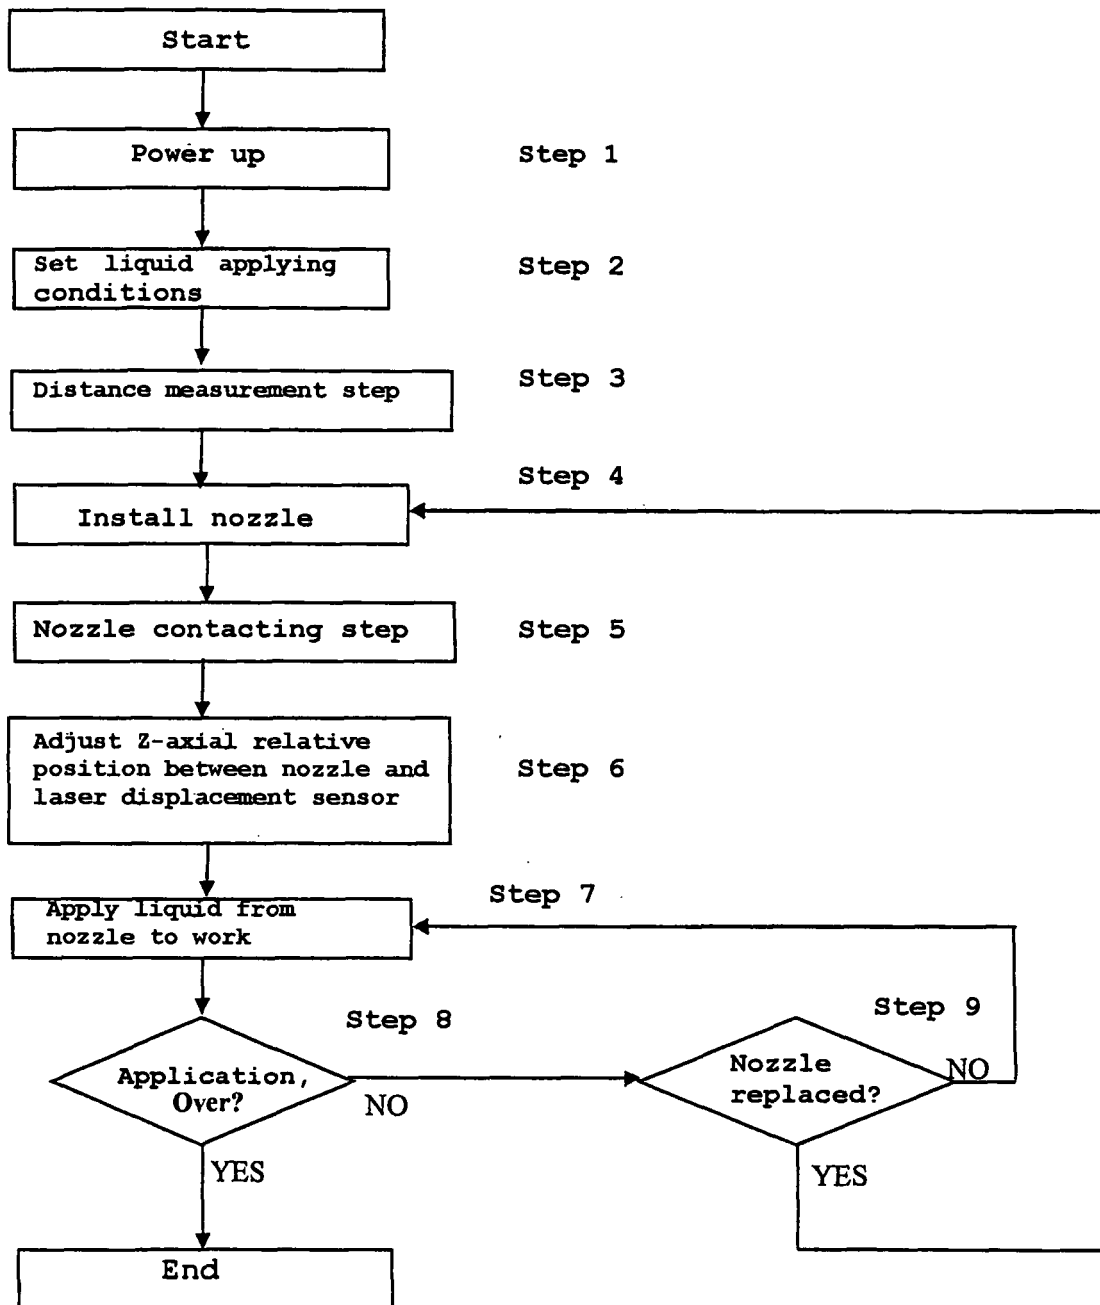 Start
Power up
Step 1
Set liquid applying
conditions
Step 2
Distance measurement step
Step 3
Step 4
Install nozzle
Nozzle contacting step
Step 5
Adjust Z-axial relative
position between nozzle and
laser displacement sensor
Step 6
Step 7
Apply liquid from
nozzle to work
Step 8
Step 9
Application,
Over?
NO
Nozzle
replaced?
NO
YES
YES
End